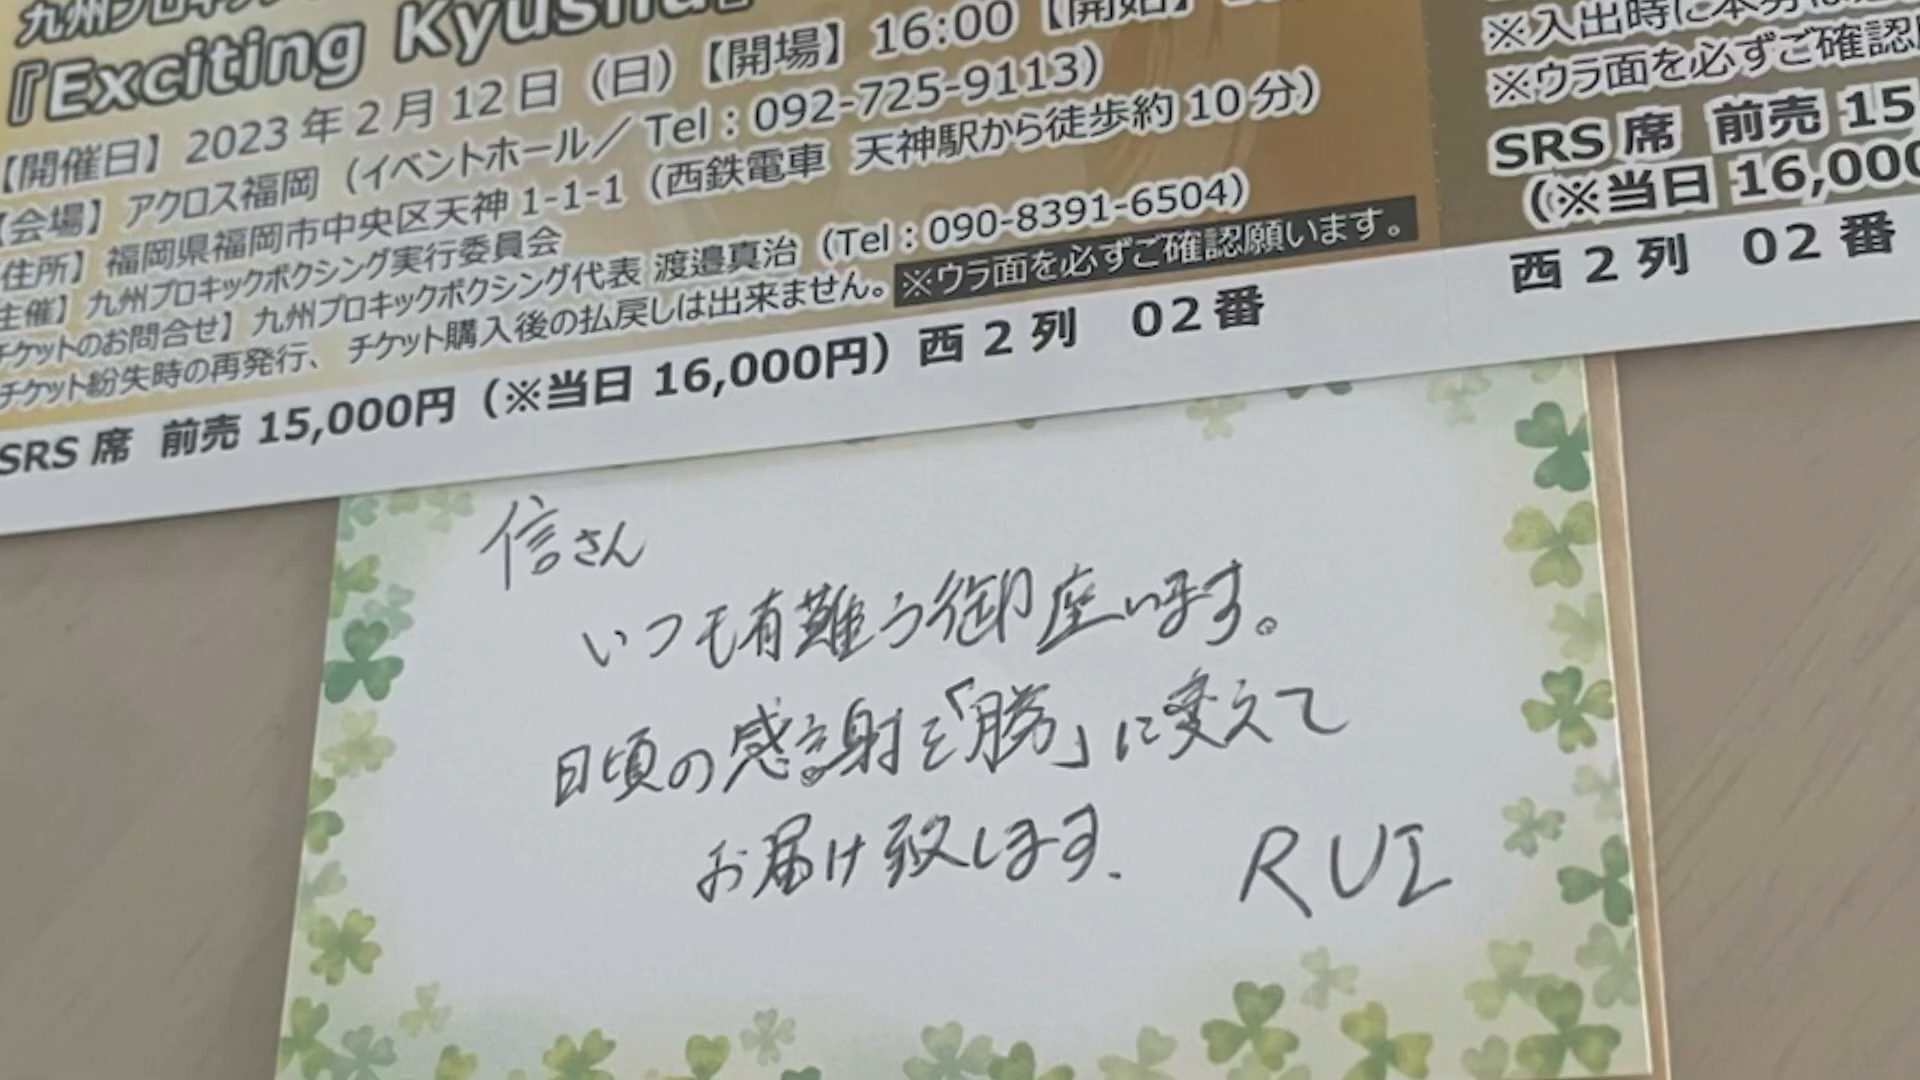 九州プロキック
『Exciting Kyushu』
【開催日】2023年2月12日（日）【開場】16:00【開始】
【会場】アクロス福岡（イベントホール／Tel：092-725-9113）
住所】福岡県福岡市中央区天神1-1-1（西鉄電車 天神駅から徒歩約10分）
主催】九州プロキックボクシング実行委員会
チケットのお問合せ】九州プロキックボクシング代表 渡邉真治（Tel：090-8391-6504）
チケット紛失時の再発行、チケット購入後の払戻しは出来ません。※ウラ面を必ずご確認願います。
SRS席 前売 15,000円（※当日 16,000円）西2列 02番
※入出時に本券
※ウラ面を必ずご確認
SRS席 前売 15
（※当日 16,000
西2列 02番
信さん
いつも有難う御座います。
日頃の感謝を「勝」に変えて
お届け致します.
RUI